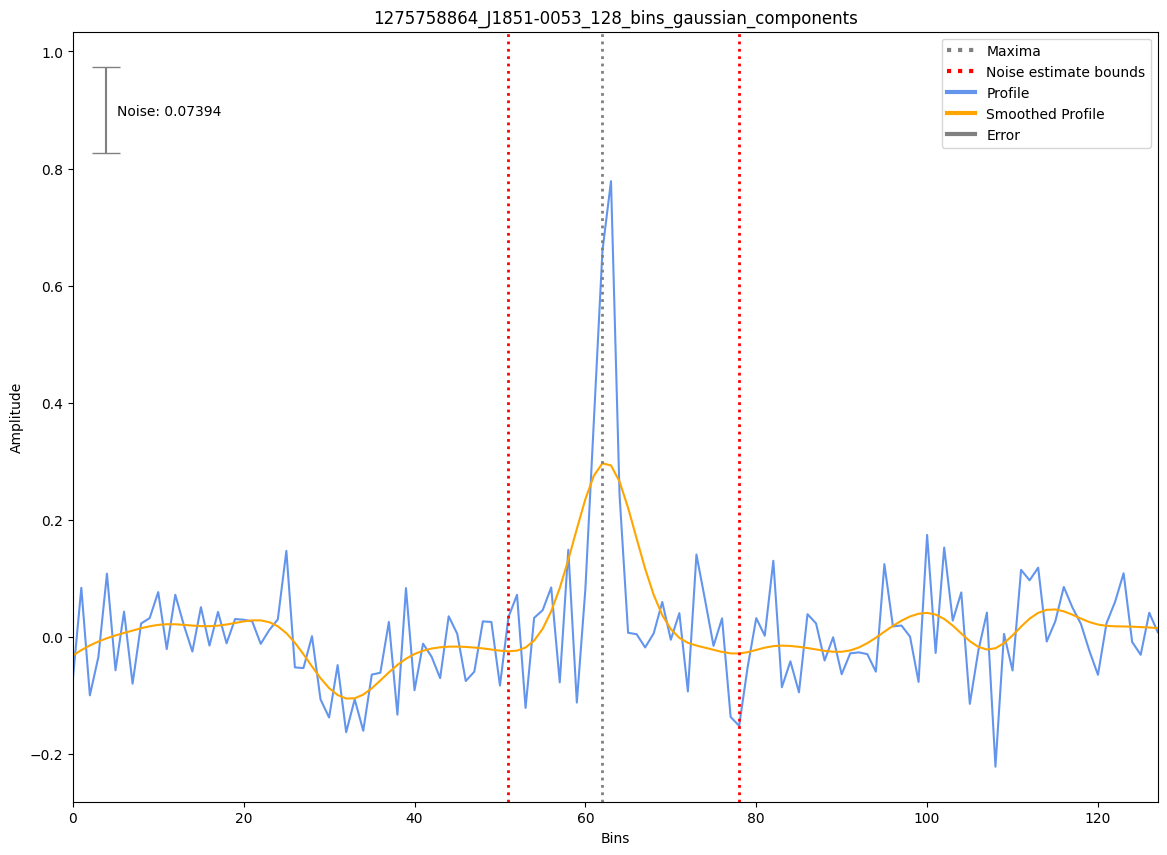 1275758864_J1851-0053_128_bins_gaussian_components
1.0
0.8
0.6
0.4
0.2
0.0
−0.2
Amplitude
Noise: 0.07394
Maxima
Noise estimate bounds
Profile
Smoothed Profile
Error
0 20 40 60 80 100 120
Bins